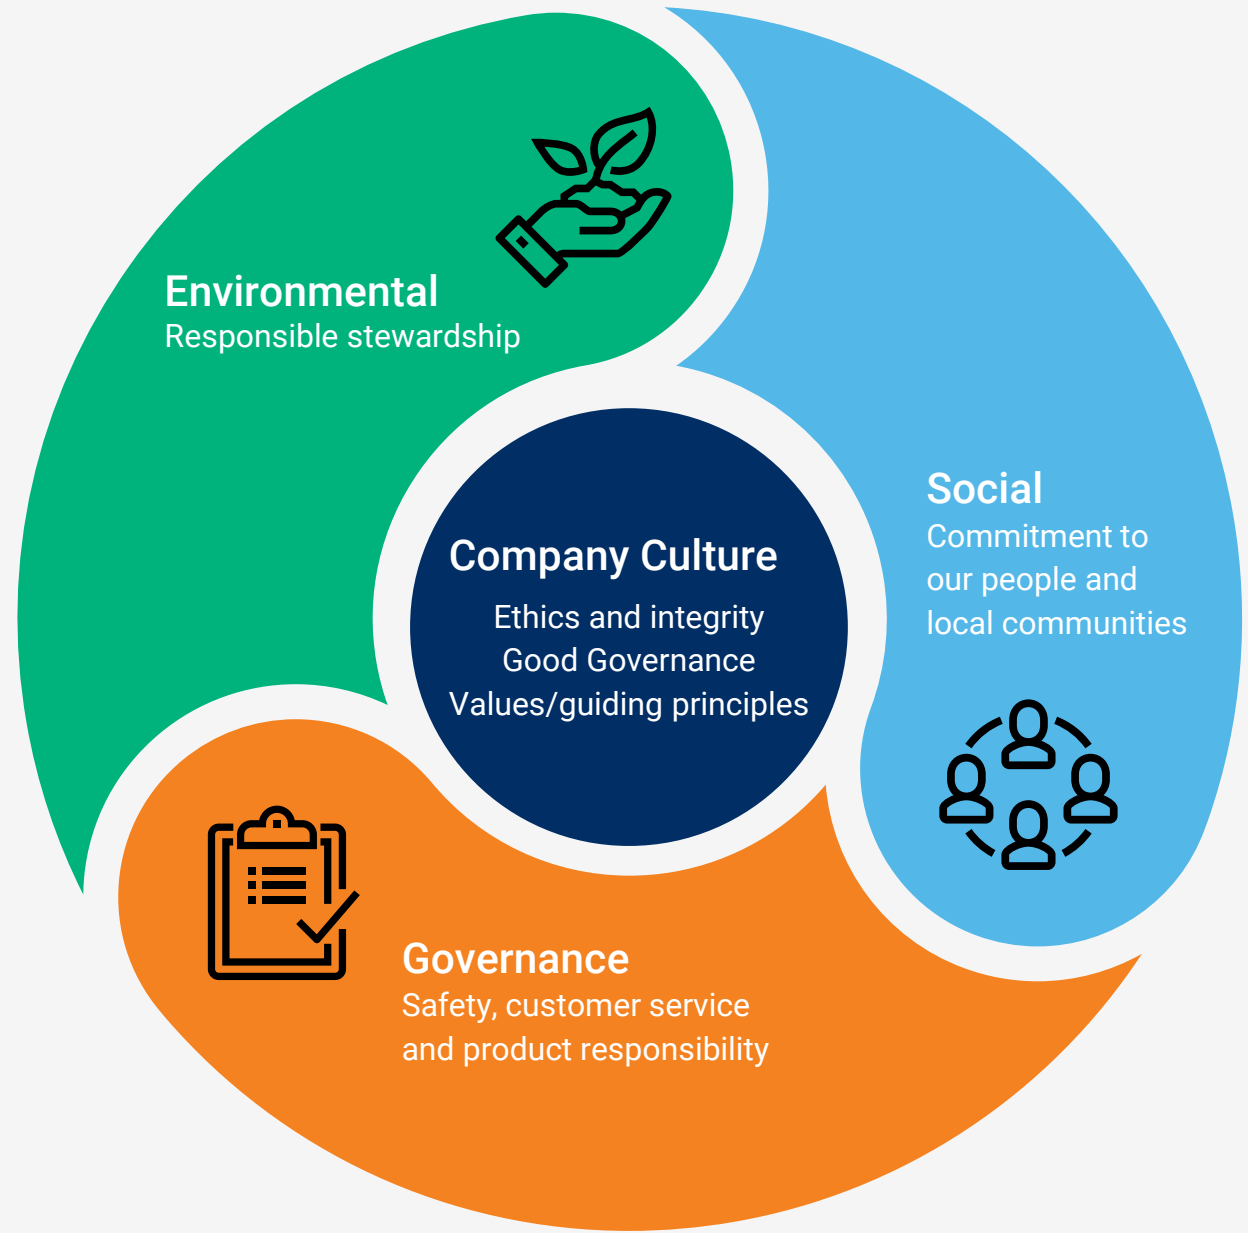 Environmental
Responsible stewardship
Social
Commitment to
our people and
local communities
Company Culture
Ethics and integrity
Good Governance
Values/guiding principles
Governance
Safety, customer service
and product responsibility